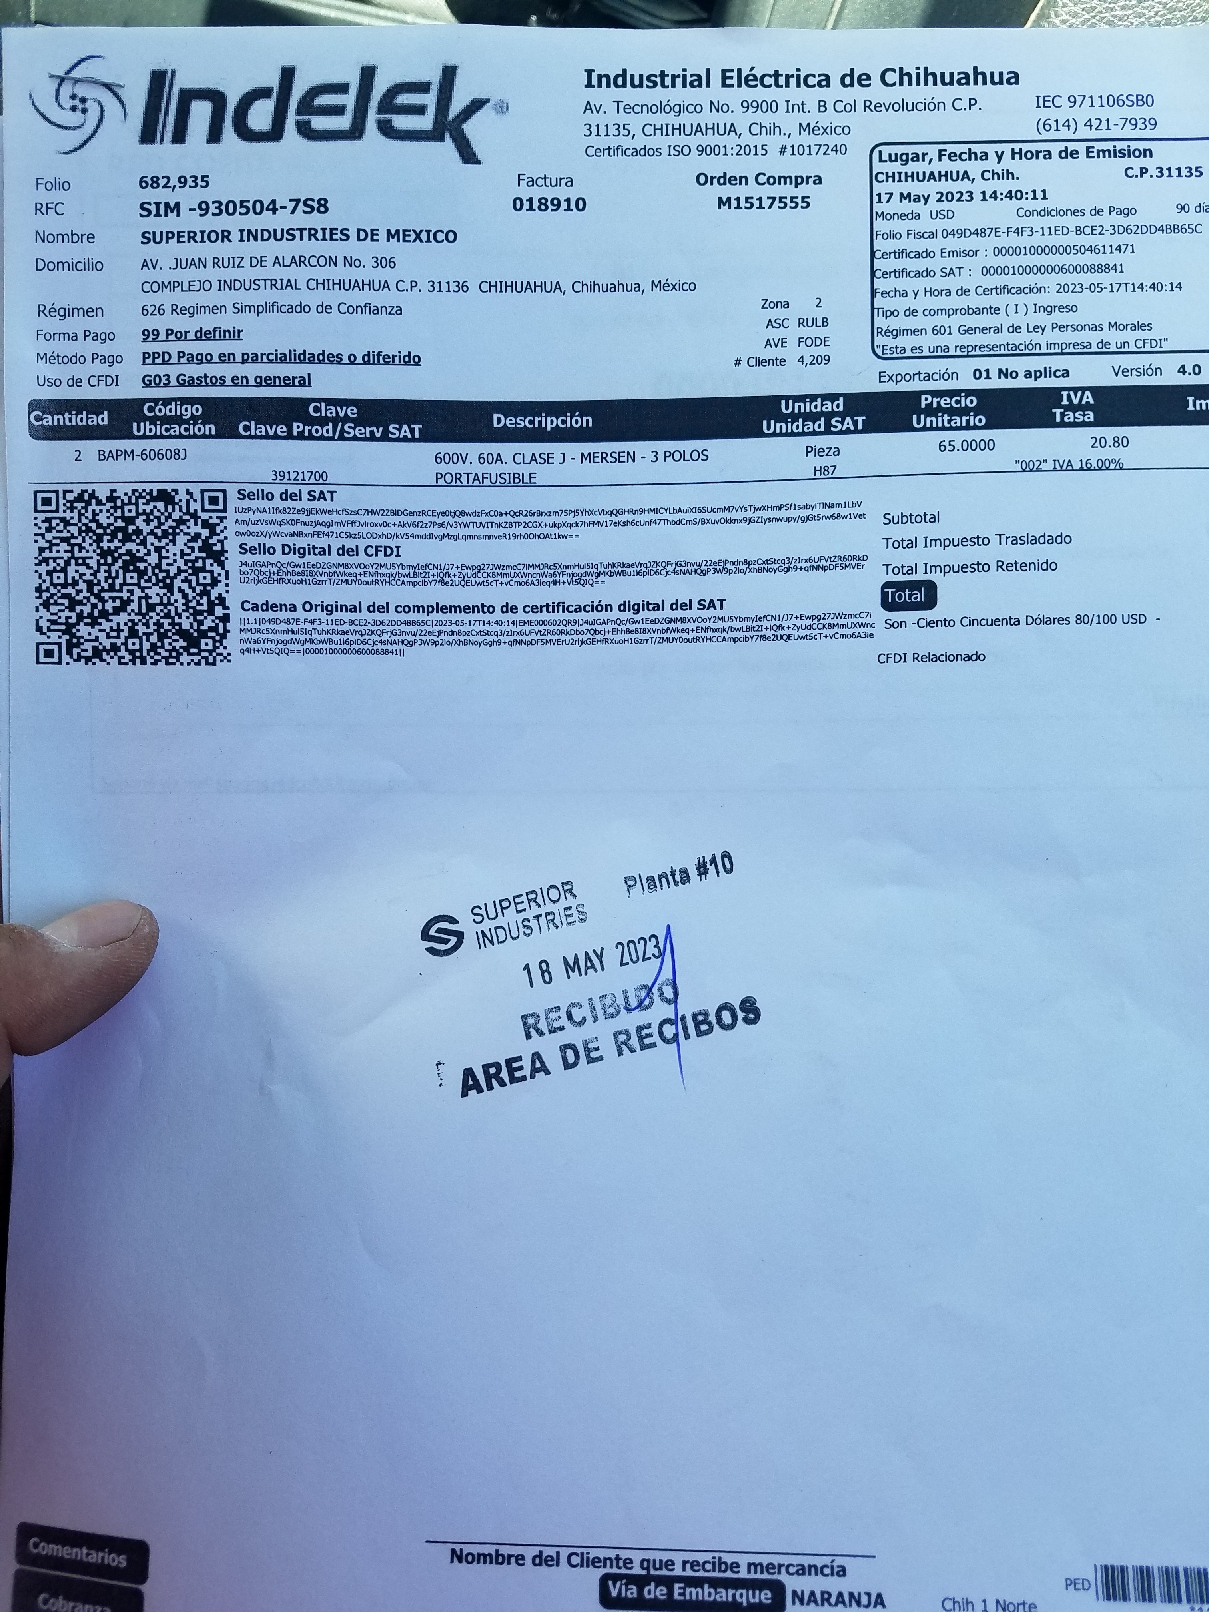 Indelek®
Industrial Eléctrica de Chihuahua
Av. Tecnológico No. 9900 Int. B Col Revolución C.P.
31135, CHIHUAHUA, Chih., México
Certificados ISO 9001:2015 #1017240
IEC 971106SB0
(614) 421-7939
Lugar, Fecha y Hora de Emision
CHIHUAHUA, Chih. C.P.31135
17 May 2023 14:40:11
Moneda USD Condiciones de Pago 90
Folio Fiscal 049D487E-F4F3-11ED-BCE2-3D62DD4BB65C
Certificado Emisor : 00001000000504611471
Certificado SAT : 00001000000600088841
Fecha y Hora de Certificación: 2023-05-17T14:40:14
Tipo de comprobante ( I ) Ingreso
Régimen 601 General de Ley Personas Morales
"Esta es una representación impresa de un CFDI"
Exportación 01 No aplica Versión 4.0
Folio 682,935 Factura Orden Compra
RFC SIM -930504-7S8 018910 M1517555
Nombre SUPERIOR INDUSTRIES DE MEXICO
Domicilio AV. .JUAN RUIZ DE ALARCON No. 306
COMPLEJO INDUSTRIAL CHIHUAHUA C.P. 31136 CHIHUAHUA, Chihuahua, México
Régimen 626 Regimen Simplificado de Confianza Zona 2
Forma Pago 99 Por definir ASC RULB
Método Pago PPD Pago en parcialidades o diferido AVE FODE
Uso de CFDI G03 Gastos en general # Cliente 4,209
Cantidad Código Clave Descripción Unidad Precio IVA
Ubicación Clave Prod/Serv SAT Unidad SAT Unitario Tasa
2 BAPM-60608J 600V. 60A. CLASE J - MERSEN - 3 POLOS Pieza 65.0000 20.80
39121700 PORTAFUSIBLE H87 "002" IVA 16.00%
Sello del SAT
Sello Digital del CFDI
Cadena Original del complemento de certificación digital del SAT
Subtotal
Total Impuesto Trasladado
Total Impuesto Retenido
Total
Son -Ciento Cincuenta Dólares 80/100 USD -
CFDI Relacionado
SUPERIOR INDUSTRIES Planta #10
18 MAY 2023
RECIBIDO
AREA DE RECIBOS
Comentarios
Cobranza
Nombre del Cliente que recibe mercancía
Vía de Embarque NARANJA
Chih 1 Norte
PED